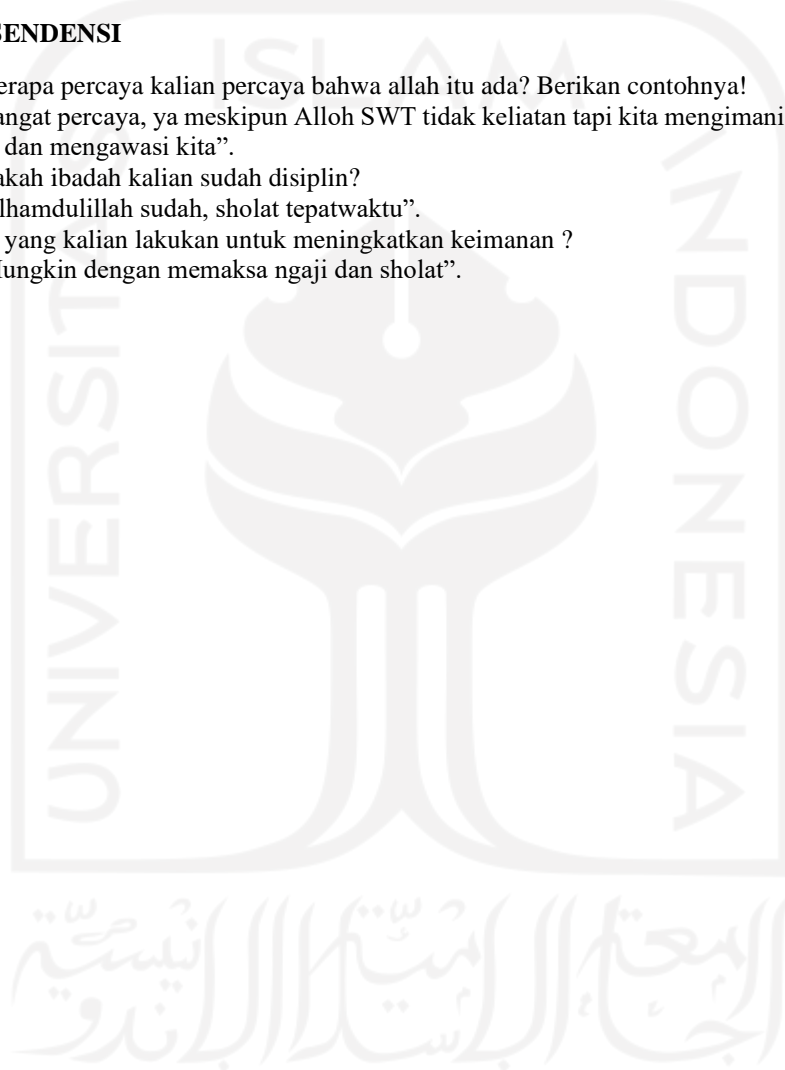 SENDENSI
erapa percaya kalian percaya bahwa allah itu ada? Berikan contohnya!
angat percaya, ya meskipun Alloh SWT tidak keliatan tapi kita mengimani
dan mengawasi kita”.
akah ibadah kalian sudah disiplin?
lhamdulillah sudah, sholat tepatwaktu”.
yang kalian lakukan untuk meningkatkan keimanan ?
ungkin dengan memaksa ngaji dan sholat”.
ISLAM
UNIVERSITAS
INDONESIA